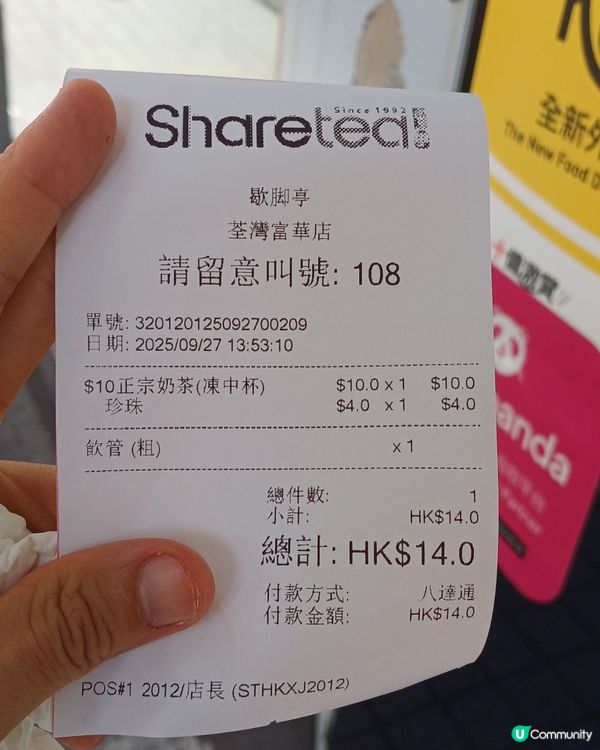 Since 1992
Sharetea
歇脚亭
荃灣富華店
請留意叫號: 108
單號: 320120125092700209
日期: 2025/09/27 13:53:10
$10正宗奶茶(凍中杯) $10.0 x 1 $10.0
珍珠 $4.0 x 1 $4.0
飲管 (粗) x 1
總件數: 1
小計: HK$14.0
總計: HK$14.0
付款方式: 八達通
付款金額: HK$14.0
POS#1 2012/店長 (STHKXJ2012)
全新外
The New Food D
anda
U Community